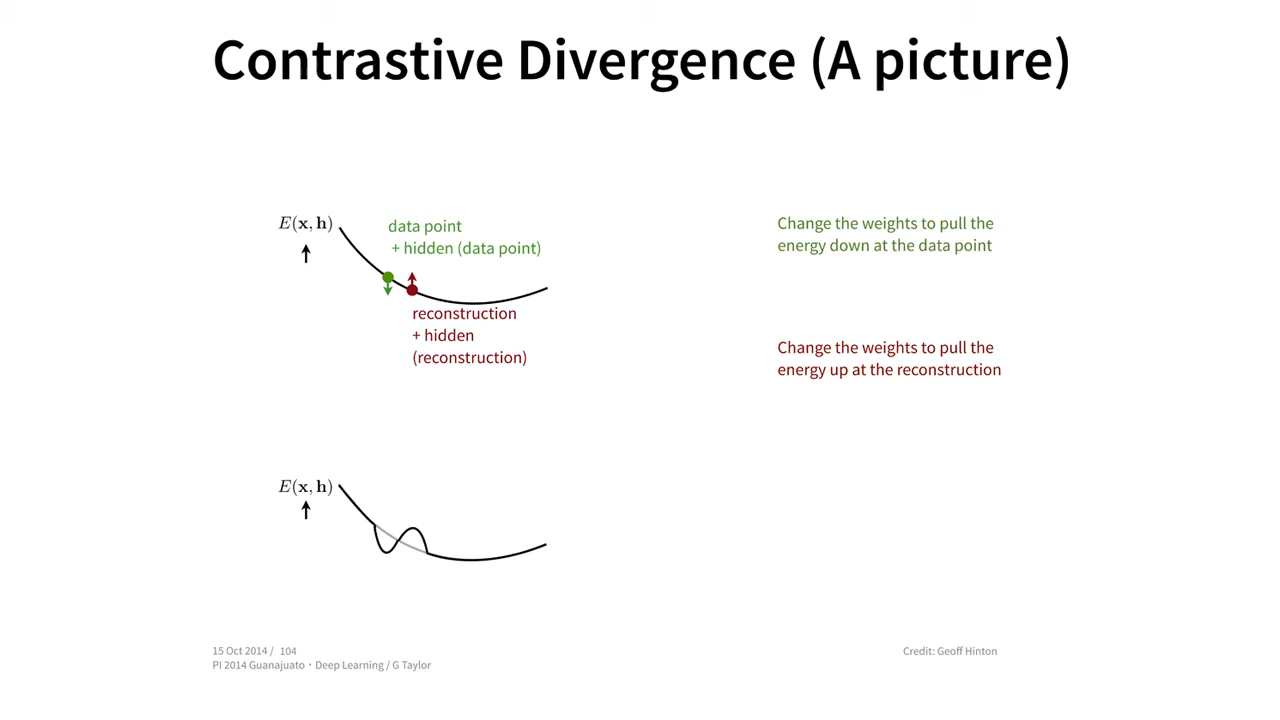 Contrastive Divergence (A picture)
E(x, h)
data point
+ hidden (data point)
reconstruction
+ hidden
(reconstruction)
Change the weights to pull the
energy down at the data point
Change the weights to pull the
energy up at the reconstruction
E(x, h)
15 Oct 2014 / 104
PI 2014 Guanajuato · Deep Learning / G Taylor
Credit: Geoff Hinton